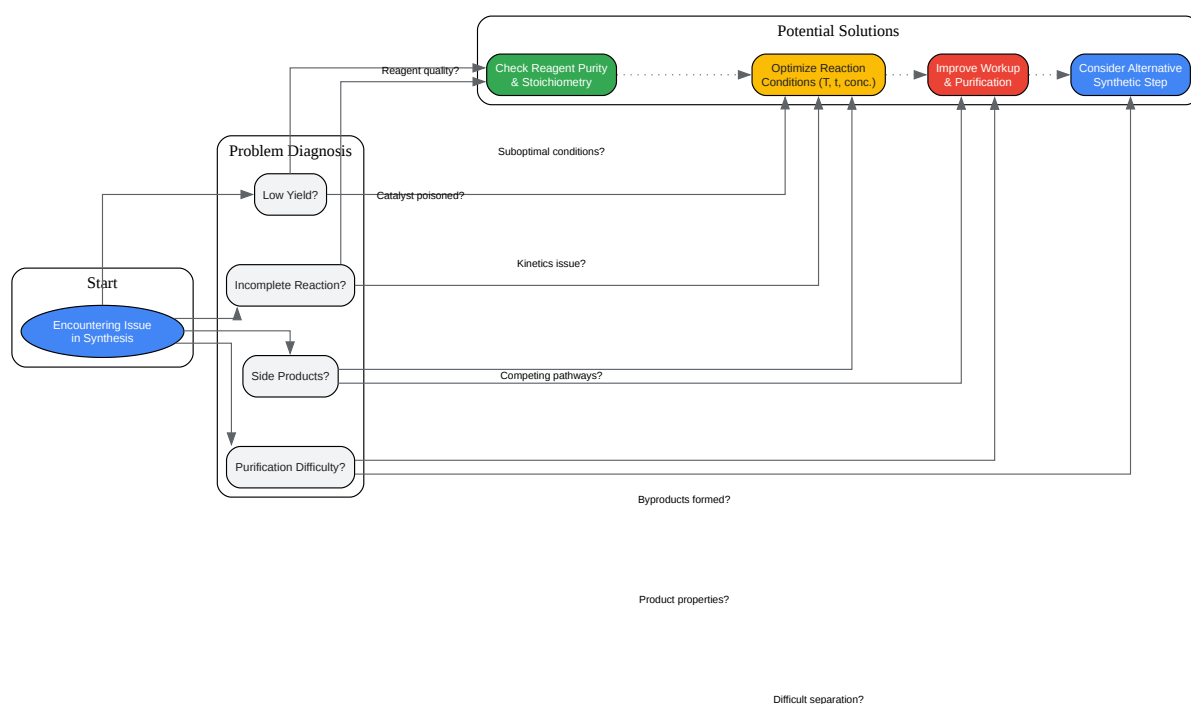 Potential Solutions
Reagent quality?
Check Reagent Purity
& Stoichiometry
Optimize Reaction
Conditions (T, t, conc.)
Improve Workup
& Purification
Consider Alternative
Synthetic Step
Problem Diagnosis
Suboptimal conditions?
Low Yield?
Catalyst poisoned?
Kinetics issue?
Start
Incomplete Reaction?
Encountering Issue
in Synthesis
Side Products?
Competing pathways?
Purification Difficulty?
Byproducts formed?
Product properties?
Difficult separation?